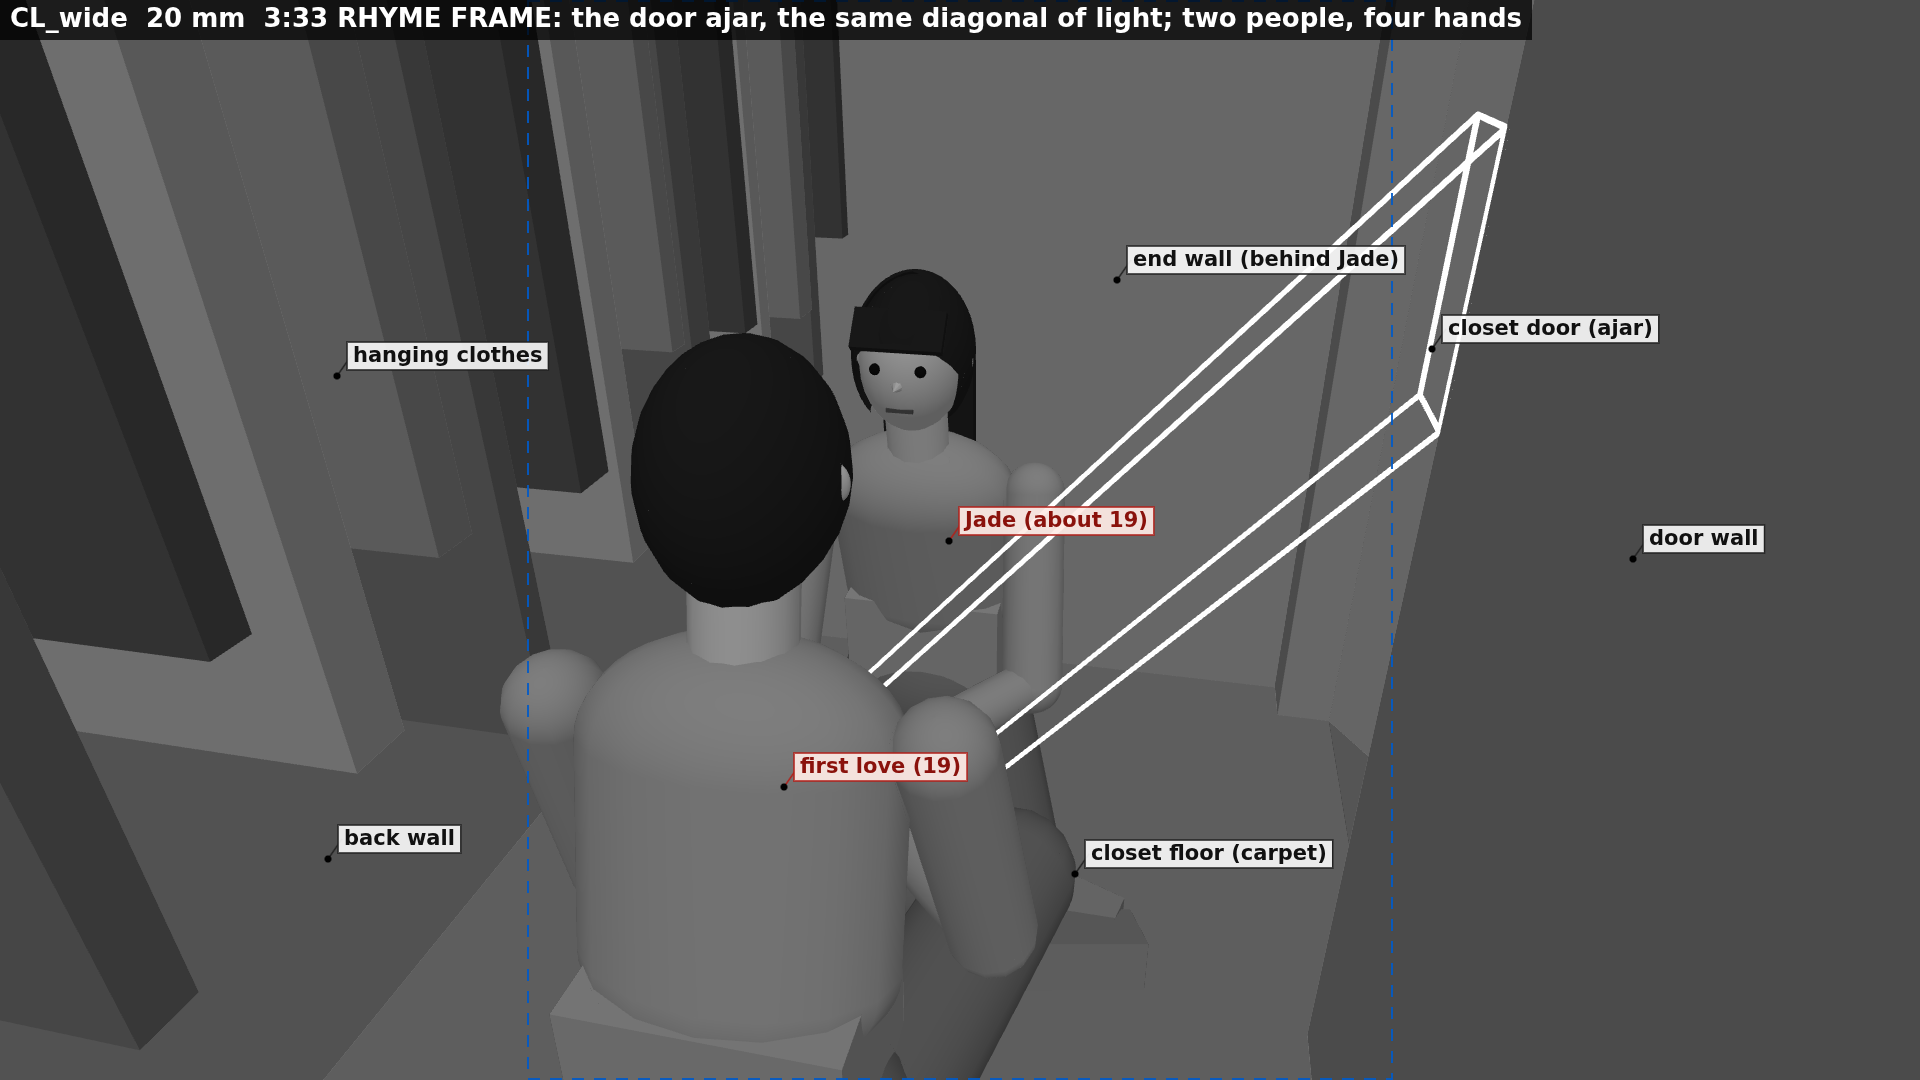 CL_wide  20 mm  3:33 RHYME FRAME: the door ajar, the same diagonal of light; two people, four hands
end wall (behind Jade)
closet door (ajar)
hanging clothes
Jade (about 19)
door wall
first love (19)
back wall
closet floor (carpet)